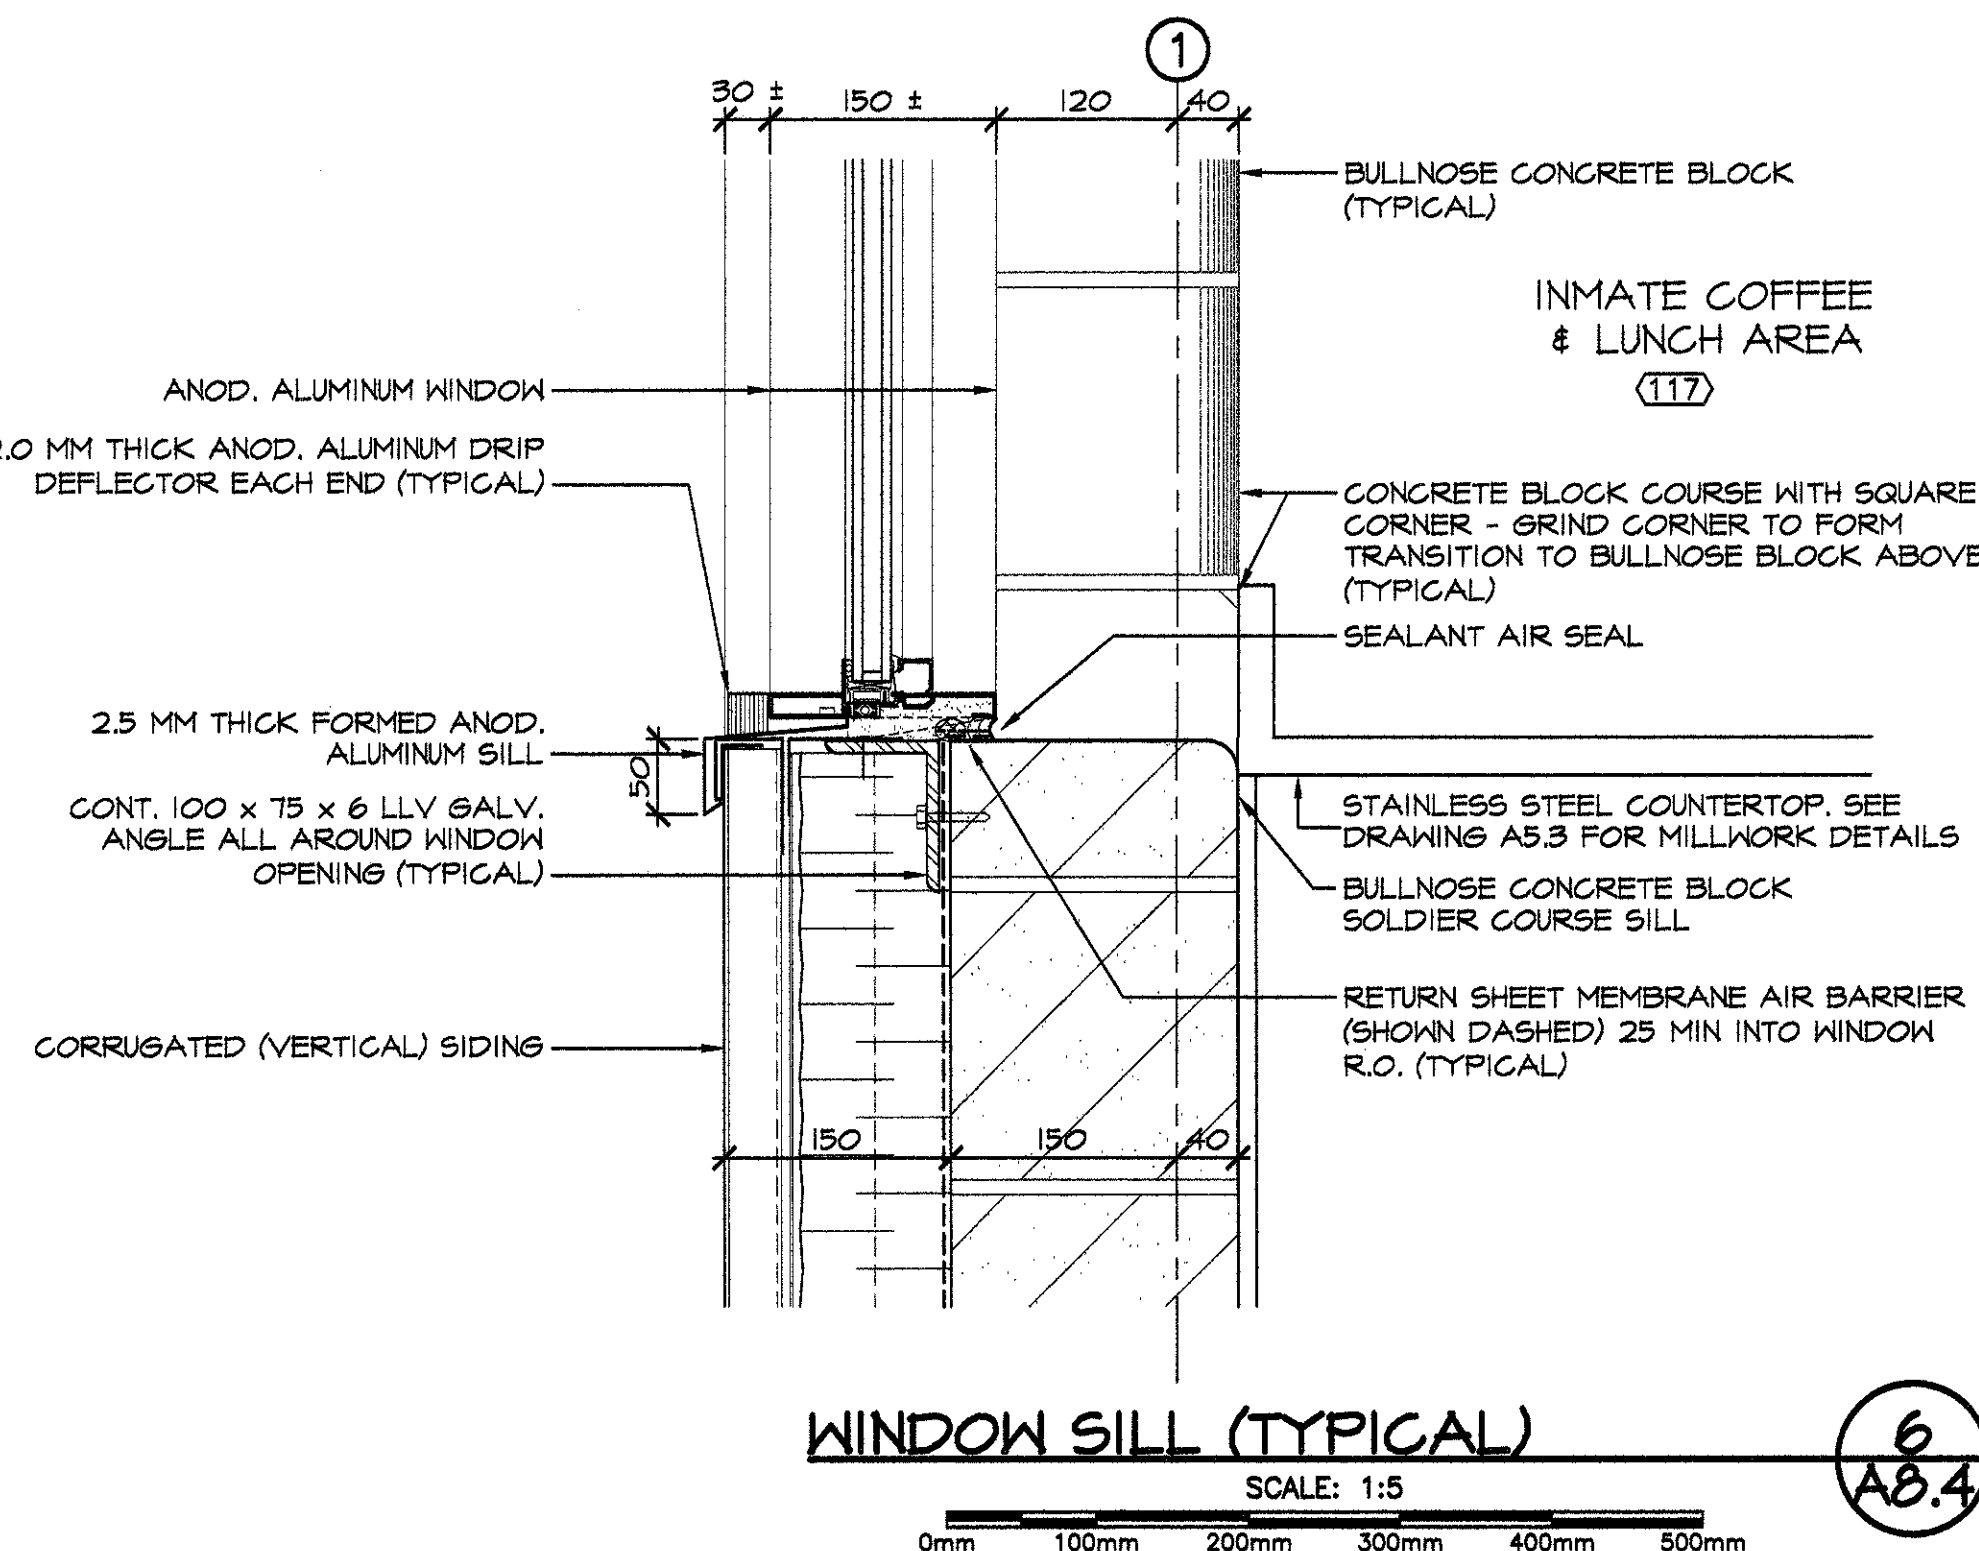 1
30 ±
150 ±
120
40
BULLNOSE CONCRETE BLOCK
(TYPICAL)
INMATE COFFEE
& LUNCH AREA
117
ANOD. ALUMINUM WINDOW
.0 MM THICK ANOD. ALUMINUM DRIP
DEFLECTOR EACH END (TYPICAL)
CONCRETE BLOCK COURSE WITH SQUARE
CORNER - GRIND CORNER TO FORM
TRANSITION TO BULLNOSE BLOCK ABOVE
(TYPICAL)
SEALANT AIR SEAL
2.5 MM THICK FORMED ANOD.
ALUMINUM SILL
50
CONT. 100 x 75 x 6 LLV GALV.
ANGLE ALL AROUND WINDOW
OPENING (TYPICAL)
STAINLESS STEEL COUNTERTOP. SEE
DRAWING A5.3 FOR MILLWORK DETAILS
BULLNOSE CONCRETE BLOCK
SOLDIER COURSE SILL
RETURN SHEET MEMBRANE AIR BARRIER
(SHOWN DASHED) 25 MIN INTO WINDOW
R.O. (TYPICAL)
CORRUGATED (VERTICAL) SIDING
150
150
40
WINDOW SILL (TYPICAL)
6
A8.4
SCALE: 1:5
0mm 100mm 200mm 300mm 400mm 500mm